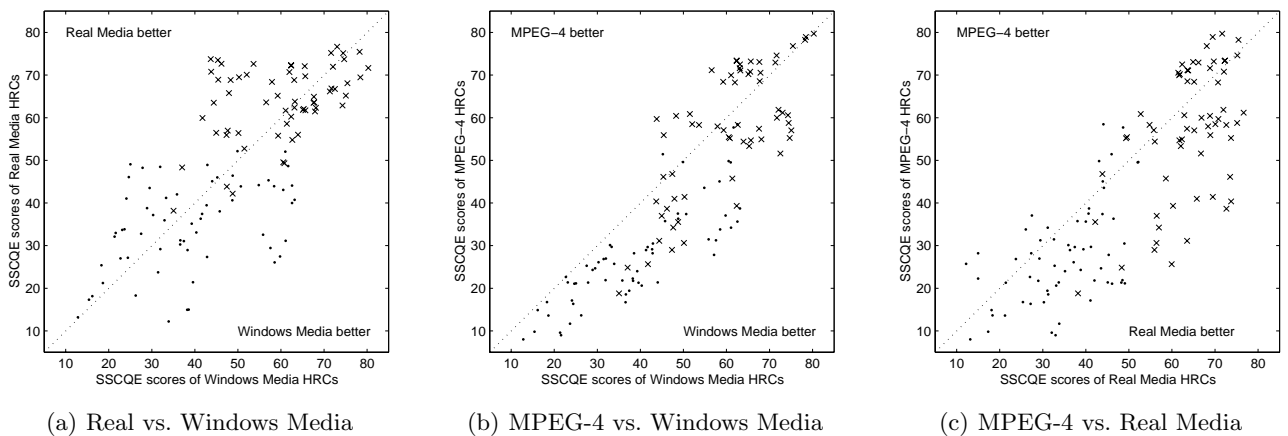 80
70
60
50
40
30
20
10
SSCQE scores of Real Media HRCs
Real Media better
Windows Media better
10 20 30 40 50 60 70 80
SSCQE scores of Windows Media HRCs
(a) Real vs. Windows Media
80
70
60
50
40
30
20
10
SSCQE scores of MPEG-4 HRCs
MPEG-4 better
Windows Media better
10 20 30 40 50 60 70 80
SSCQE scores of Windows Media HRCs
(b) MPEG-4 vs. Windows Media
80
70
60
50
40
30
20
10
SSCQE scores of MPEG-4 HRCs
MPEG-4 better
Real Media better
10 20 30 40 50 60 70 80
SSCQE scores of Real Media HRCs
(c) MPEG-4 vs. Real Media